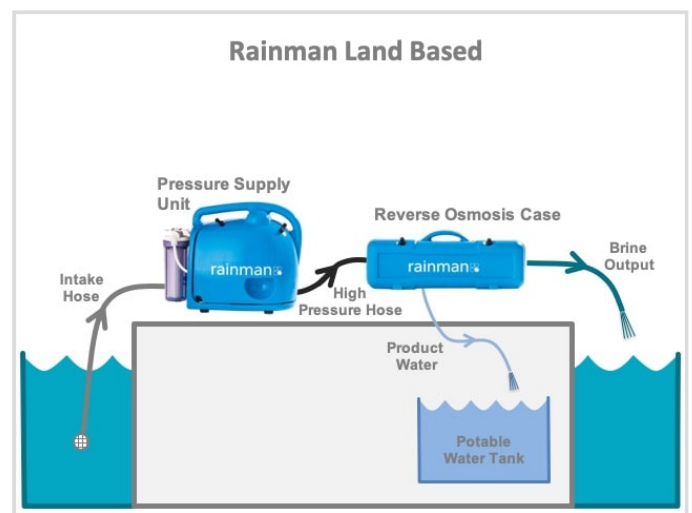 Rainman Land Based
Pressure Supply
Unit
Reverse Osmosis Case
Brine
Output
Intake
Hose
rainman
rainman
High
Pressure Hose
Product
Water
Potable
Water Tank